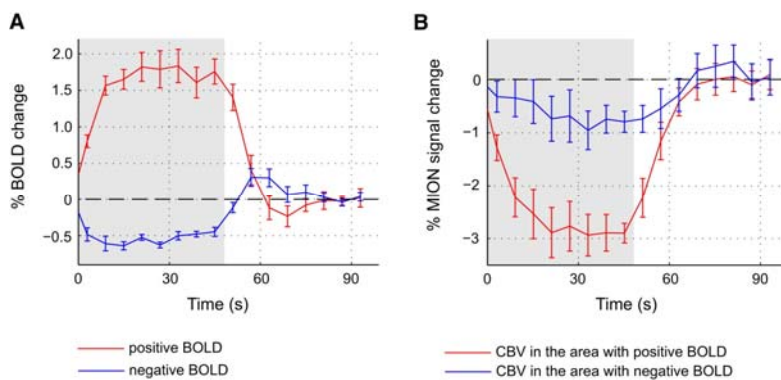 A
% BOLD change
2.0
1.5
1.0
0.5
0
−0.5
0 30 60 90
Time (s)
positive BOLD
negative BOLD
B
% MION signal change
0
−1
−2
−3
0 30 60 90
Time (s)
CBV in the area with positive BOLD
CBV in the area with negative BOLD